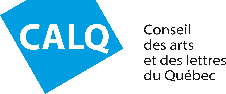 CALQ
Conseil
des arts
et des lettres
du Québec